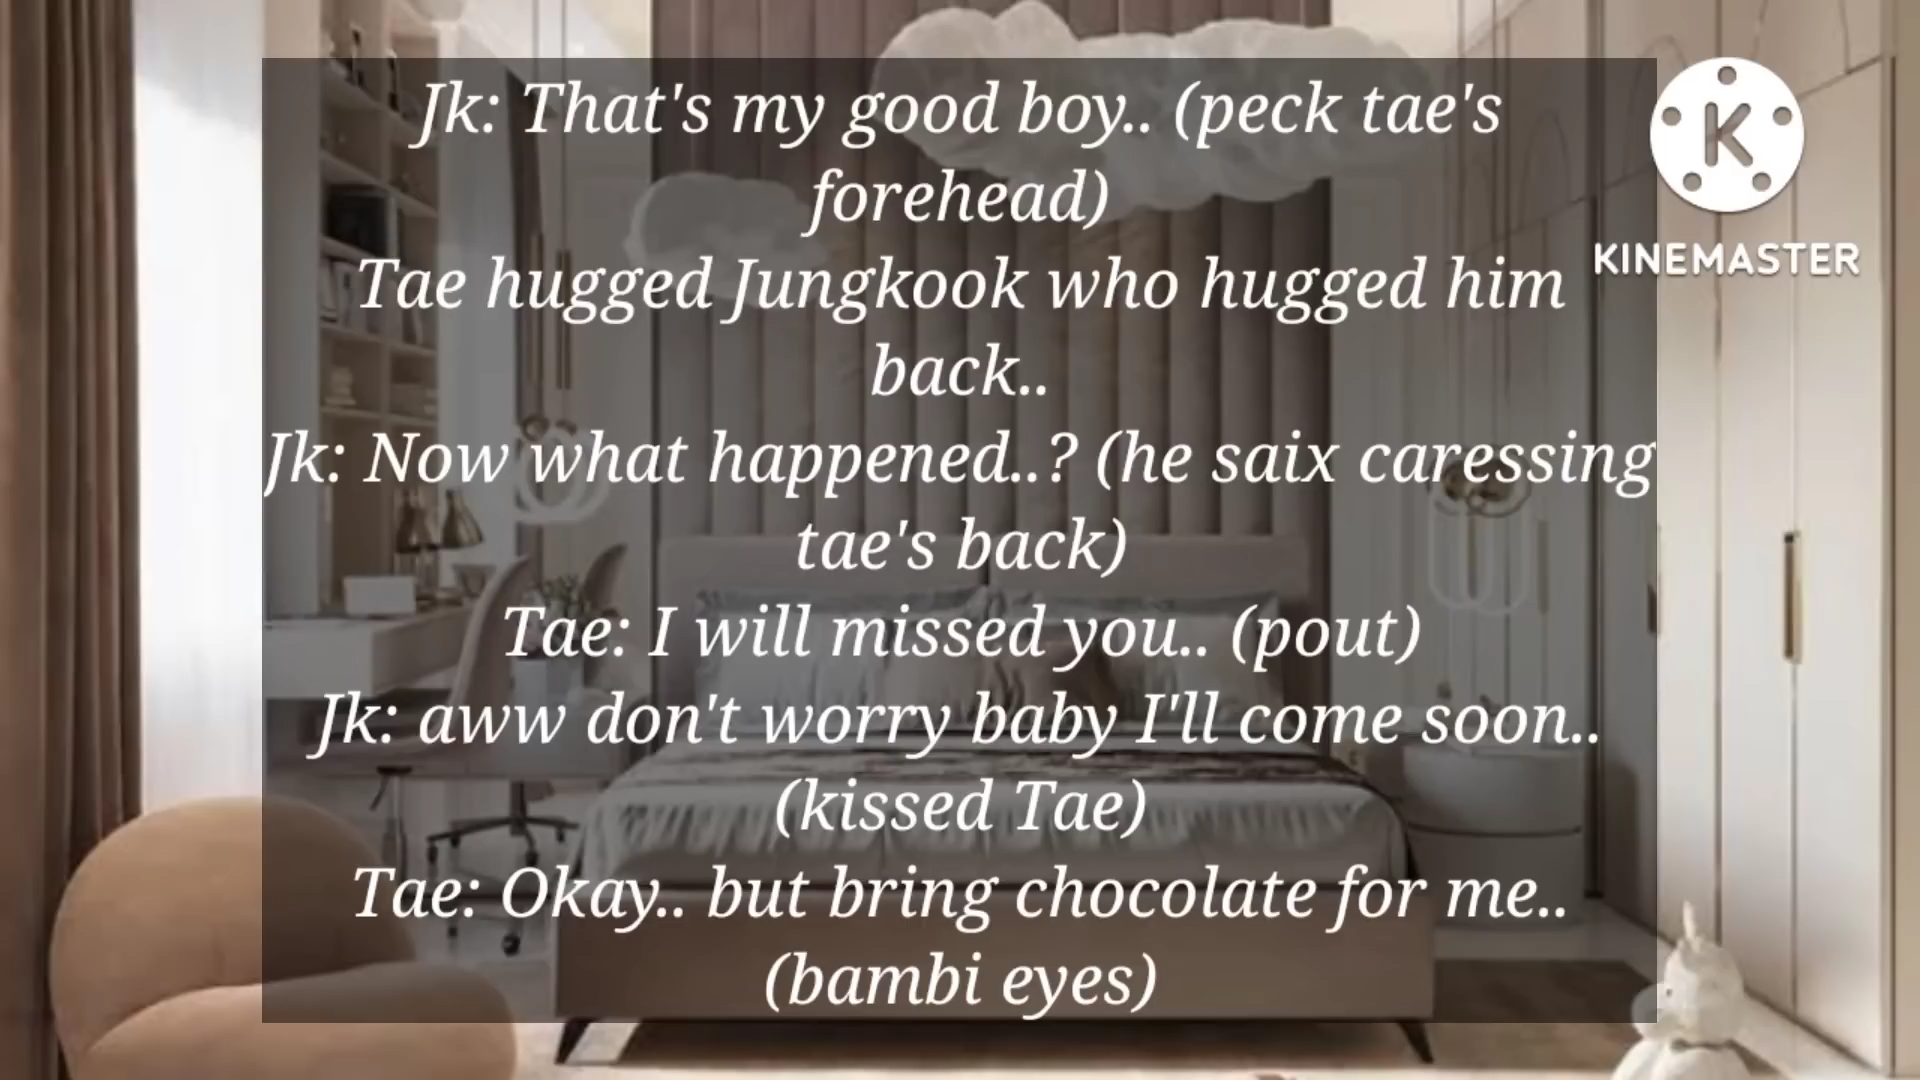 Jk: That's my good boy.. (peck tae's
forehead)
Tae hugged Jungkook who hugged him
back..
Jk: Now what happened..? (he saix caressing
tae's back)
Tae: I will missed you.. (pout)
Jk: aww don't worry baby I'll come soon..
(kissed Tae)
Tae: Okay.. but bring chocolate for me..
(bambi eyes)
K
KINEMASTER